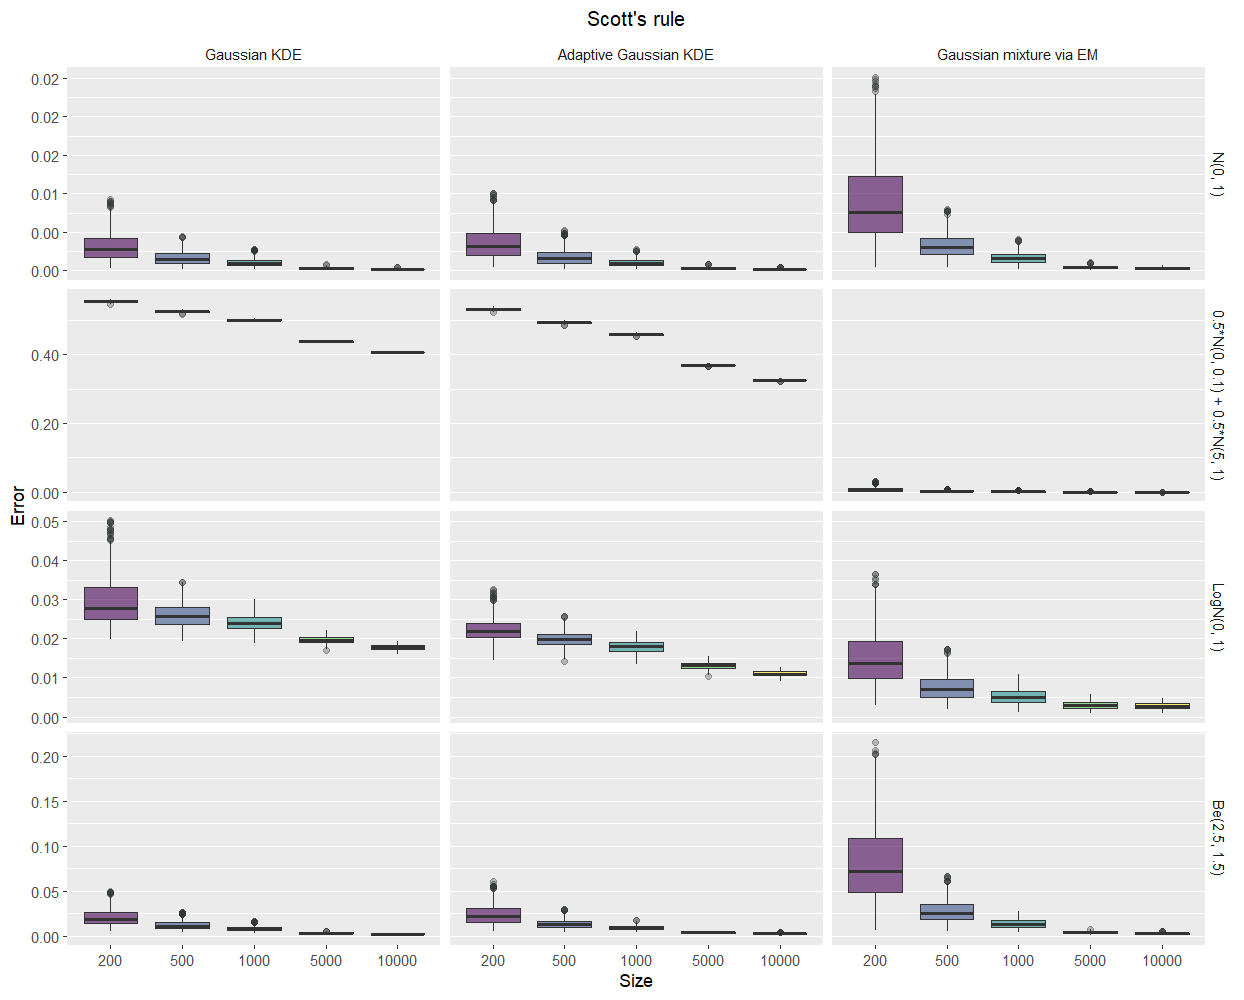 Scott's rule
Gaussian KDE
Adaptive Gaussian KDE
Gaussian mixture via EM
0.02
0.02
0.02
0.01
0.00
0.00
N(0, 1)
0.40
0.20
0.00
0.5*N(0, 0.1) + 0.5*N(5, 1)
Error
0.05
0.04
0.03
0.02
0.01
0.00
LogN(0, 1)
0.20
0.15
0.10
0.05
0.00
Be(2.5, 1.5)
200 500 1000 5000 10000
200 500 1000 5000 10000
200 500 1000 5000 10000
Size